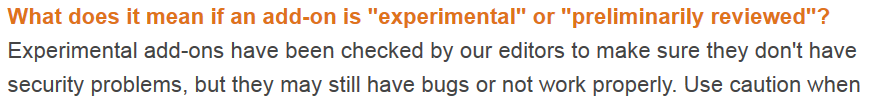 What does it mean if an add-on is "experimental" or "preliminarily reviewed"?
Experimental add-ons have been checked by our editors to make sure they don't have
security problems, but they may still have bugs or not work properly. Use caution when